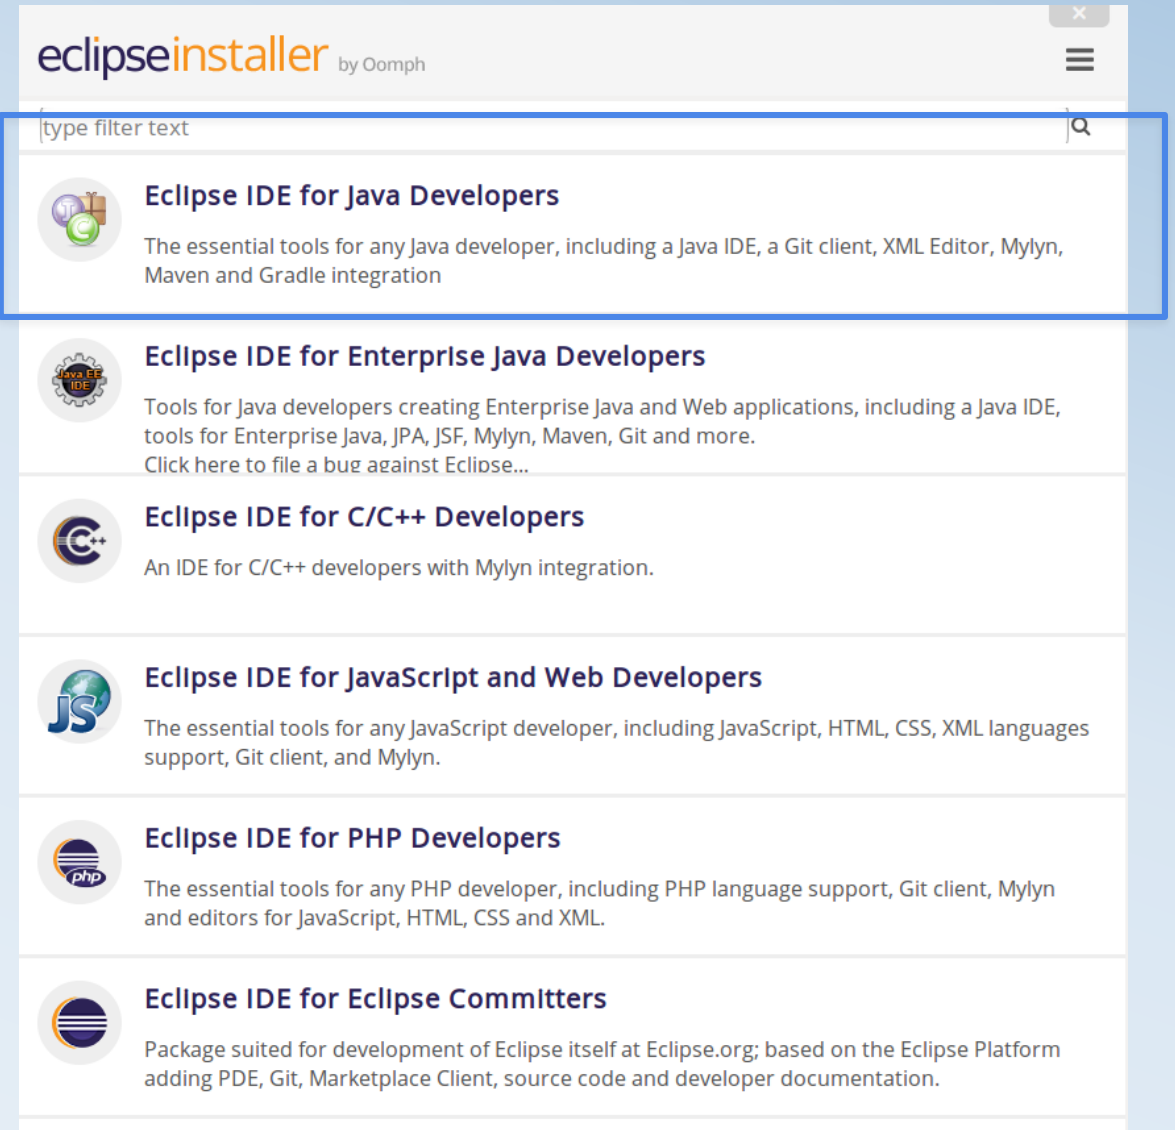 eclipseinstaller by Oomph
type filter text
Eclipse IDE for Java Developers
The essential tools for any Java developer, including a Java IDE, a Git client, XML Editor, Mylyn,
Maven and Gradle integration
Java EE
IDE
Eclipse IDE for Enterprise Java Developers
Tools for Java developers creating Enterprise Java and Web applications, including a Java IDE,
tools for Enterprise Java, JPA, JSF, Mylyn, Maven, Git and more.
Click here to file a bug against Eclipse...
C++
Eclipse IDE for C/C++ Developers
An IDE for C/C++ developers with Mylyn integration.
JS
Eclipse IDE for JavaScript and Web Developers
The essential tools for any JavaScript developer, including JavaScript, HTML, CSS, XML languages
support, Git client, and Mylyn.
php
Eclipse IDE for PHP Developers
The essential tools for any PHP developer, including PHP language support, Git client, Mylyn
and editors for JavaScript, HTML, CSS and XML.
Eclipse IDE for Eclipse Committers
Package suited for development of Eclipse itself at Eclipse.org; based on the Eclipse Platform
adding PDE, Git, Marketplace Client, source code and developer documentation.